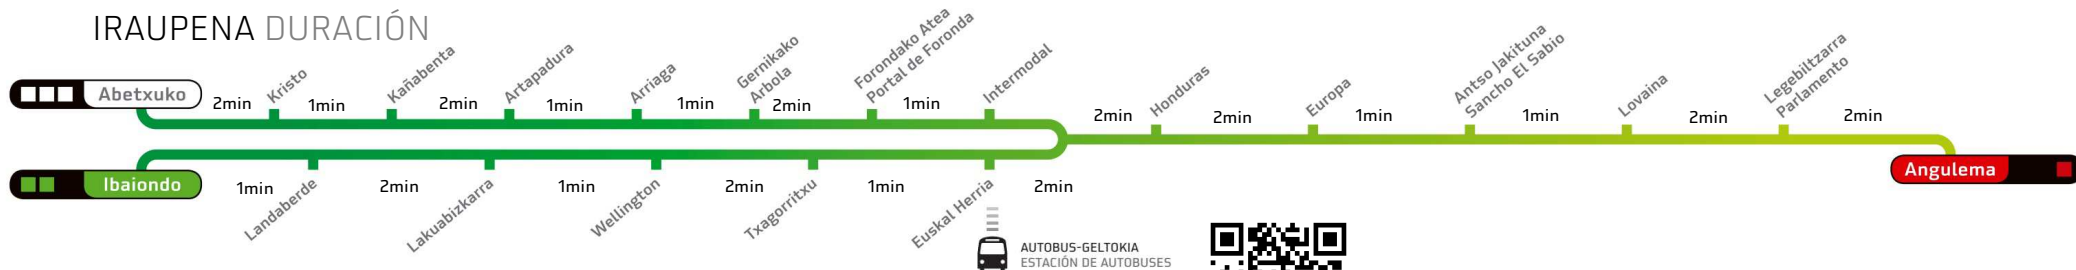 IRAUPENA DURACIÓN
Abetxuko
2min
Kristo
1min
Kañabenta
2min
Artapadura
1min
Arriaga
1min
Gernikako
Arbola
2min
Forondako Atea
Portal de Foronda
1min
Intermodal
2min
Honduras
2min
Europa
1min
Antso Jakituna
Sancho El Sabio
1min
Lovaina
2min
Legebiltzarra
Parlamento
2min
Angulema
Ibaiondo
1min
Landaberde
2min
Lakuabizkarra
1min
Wellington
2min
Txagorritxu
1min
Euskal Herria
2min
AUTOBUS-GELTOKIA
ESTACIÓN DE AUTOBUSES